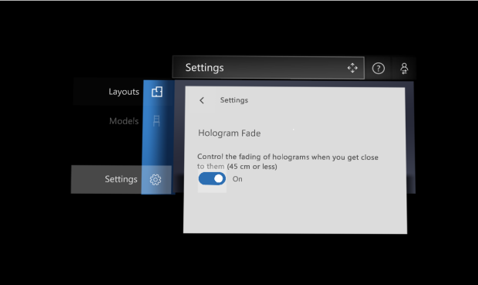 Settings
Layouts
Models
Settings
Settings
Hologram Fade
Control the fading of holograms when you get close
to them (45 cm or less)
On